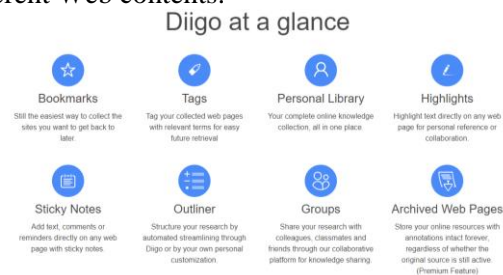 erent Web contents.
Diigo at a glance
Bookmarks
Still the easiest way to collect the
sites you want to get back to
later.
Tags
Tag your collected web pages
with relevant terms for easy
future retrieval
Personal Library
Your complete online knowledge
collection, all in one place
Highlights
Highlight text directly on any web
page for personal reference or
collaboration.
Sticky Notes
Add text, comments or
reminders directly on any web
page with sticky notes.
Outliner
Structure your research by
automated streamlining through
Diigo or by your own personal
customization.
Groups
Share your research with
colleagues, classmates and
friends through our collaborative
platform for knowledge sharing.
Archived Web Pages
Store your online resources with
annotations intact forever,
regardless of whether the
original source is still active
(Premium Feature)